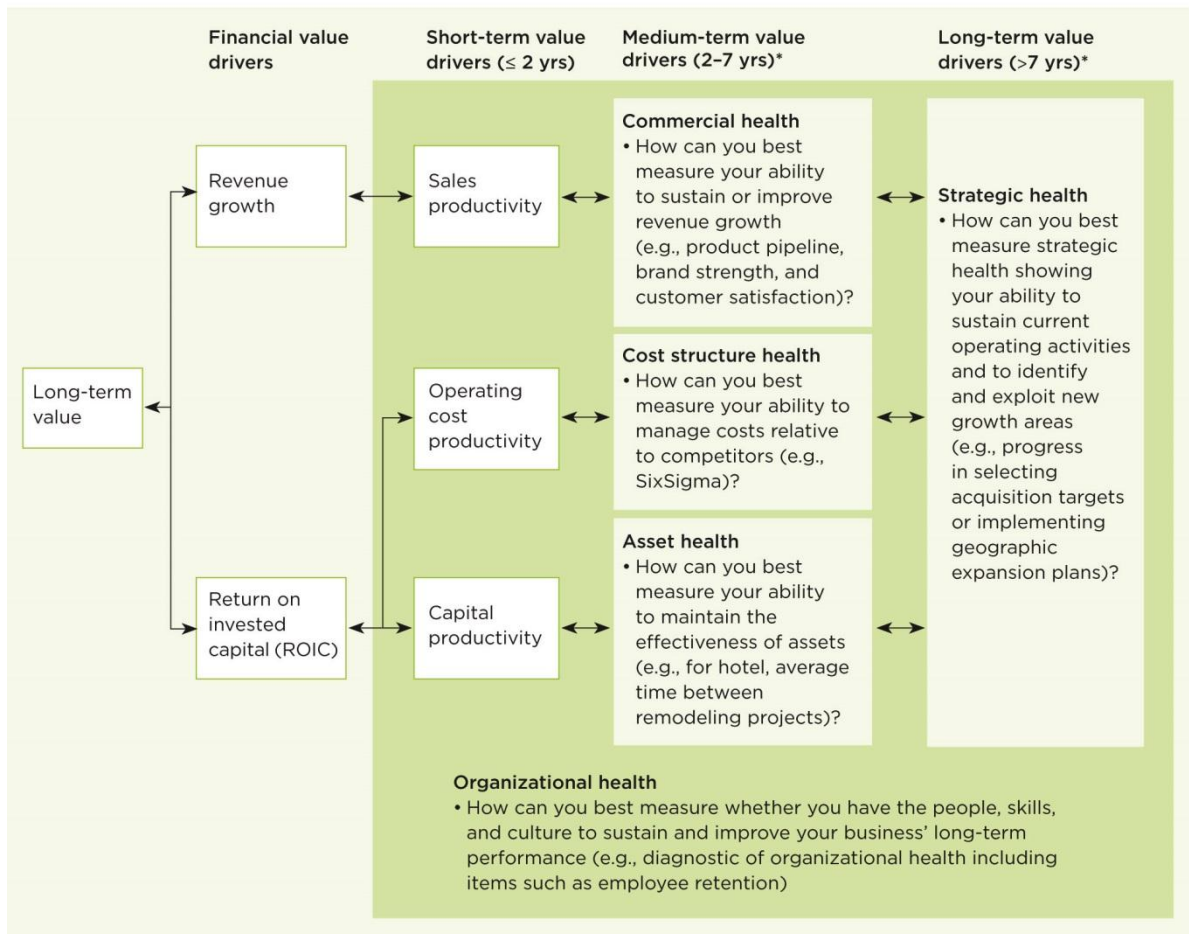 Financial value
drivers
Short-term value
drivers (≤ 2 yrs)
Medium-term value
drivers (2–7 yrs)*
Long-term value
drivers (>7 yrs)*
Long-term
value
Revenue
growth
Return on
invested
capital (ROIC)
Sales
productivity
Operating
cost
productivity
Capital
productivity
Commercial health
• How can you best
measure your ability
to sustain or improve
revenue growth
(e.g., product pipeline,
brand strength, and
customer satisfaction)?
Cost structure health
• How can you best
measure your ability to
manage costs relative
to competitors (e.g.,
SixSigma)?
Asset health
• How can you best
measure your ability
to maintain the
effectiveness of assets
(e.g., for hotel, average
time between
remodeling projects)?
Strategic health
• How can you best
measure strategic
health showing
your ability to
sustain current
operating activities
and to identify
and exploit new
growth areas
(e.g., progress
in selecting
acquisition targets
or implementing
geographic
expansion plans)?
Organizational health
• How can you best measure whether you have the people, skills,
and culture to sustain and improve your business’ long-term
performance (e.g., diagnostic of organizational health including
items such as employee retention)